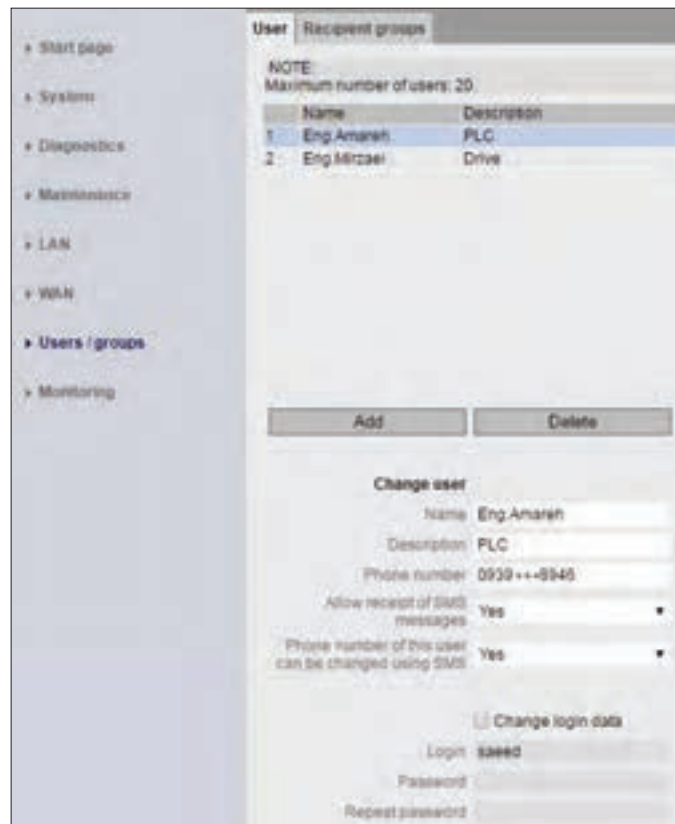 Start page
System
Diagnostics
Maintenance
LAN
WAN
Users / groups
Monitoring
User Recipient groups
NOTE:
Maximum number of users: 20.
Name Description
1 Eng.Amareh PLC
2 Eng.Mirzaei Drive
Add Delete
Change user
Name Eng.Amareh
Description PLC
Phone number 0939+++8946
Allow receipt of SMS
messages Yes
Phone number of this user
can be changed using SMS Yes
Change login data
Login saeed
Password
Repeat password